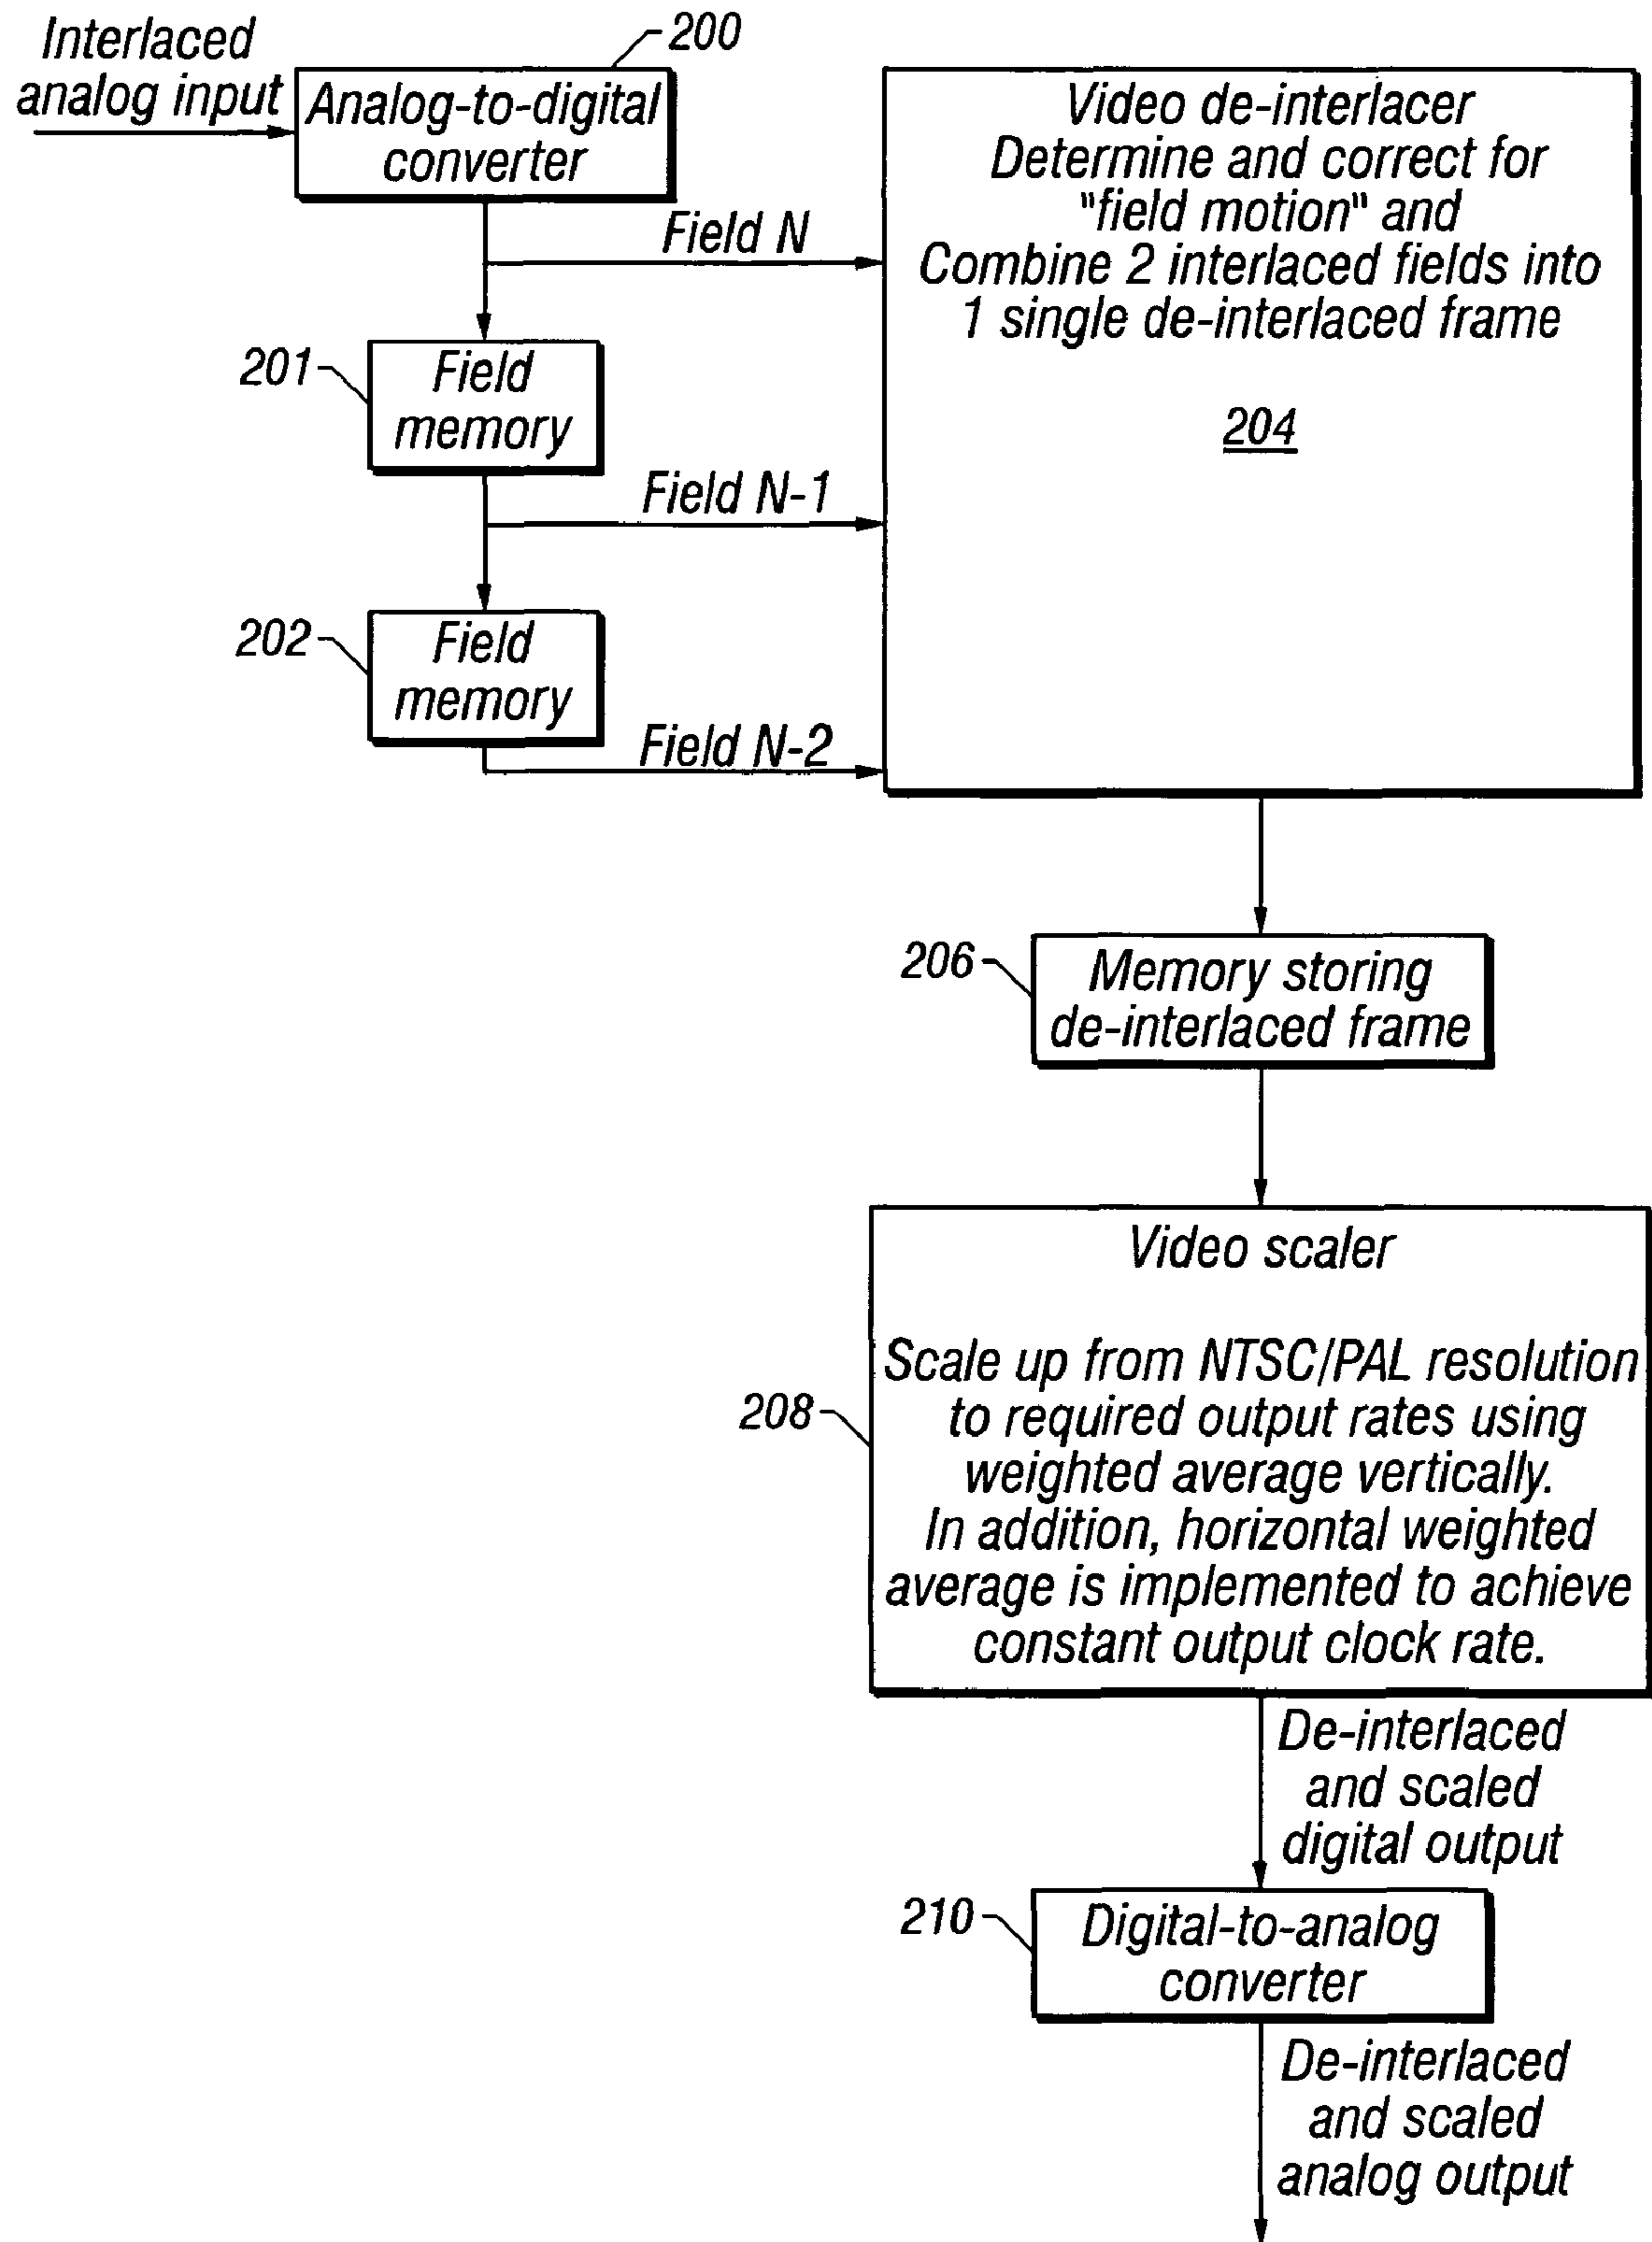 Interlaced
analog input
200
Analog-to-digital
converter
Field N
201
Field
memory
Field N-1
202
Field
memory
Field N-2
Video de-interlacer
Determine and correct for
"field motion" and
Combine 2 interlaced fields into
1 single de-interlaced frame
204
206
Memory storing
de-interlaced frame
208
Video scaler
Scale up from NTSC/PAL resolution
to required output rates using
weighted average vertically.
In addition, horizontal weighted
average is implemented to achieve
constant output clock rate.
De-interlaced
and scaled
digital output
210
Digital-to-analog
converter
De-interlaced
and scaled
analog output